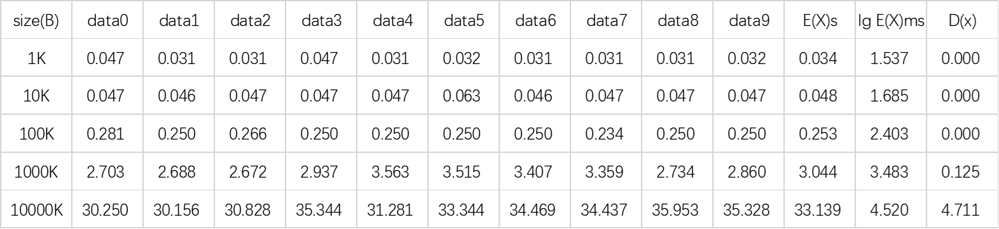 size(B) data0 data1 data2 data3 data4 data5 data6 data7 data8 data9 E(X)s lg E(X)ms D(x)
1K 0.047 0.031 0.031 0.047 0.031 0.032 0.031 0.031 0.031 0.032 0.034 1.537 0.000
10K 0.047 0.046 0.047 0.047 0.047 0.063 0.046 0.047 0.047 0.047 0.048 1.685 0.000
100K 0.281 0.250 0.266 0.250 0.250 0.250 0.250 0.234 0.250 0.250 0.253 2.403 0.000
1000K 2.703 2.688 2.672 2.937 3.563 3.515 3.407 3.359 2.734 2.860 3.044 3.483 0.125
10000K 30.250 30.156 30.828 35.344 31.281 33.344 34.469 34.437 35.953 35.328 33.139 4.520 4.711